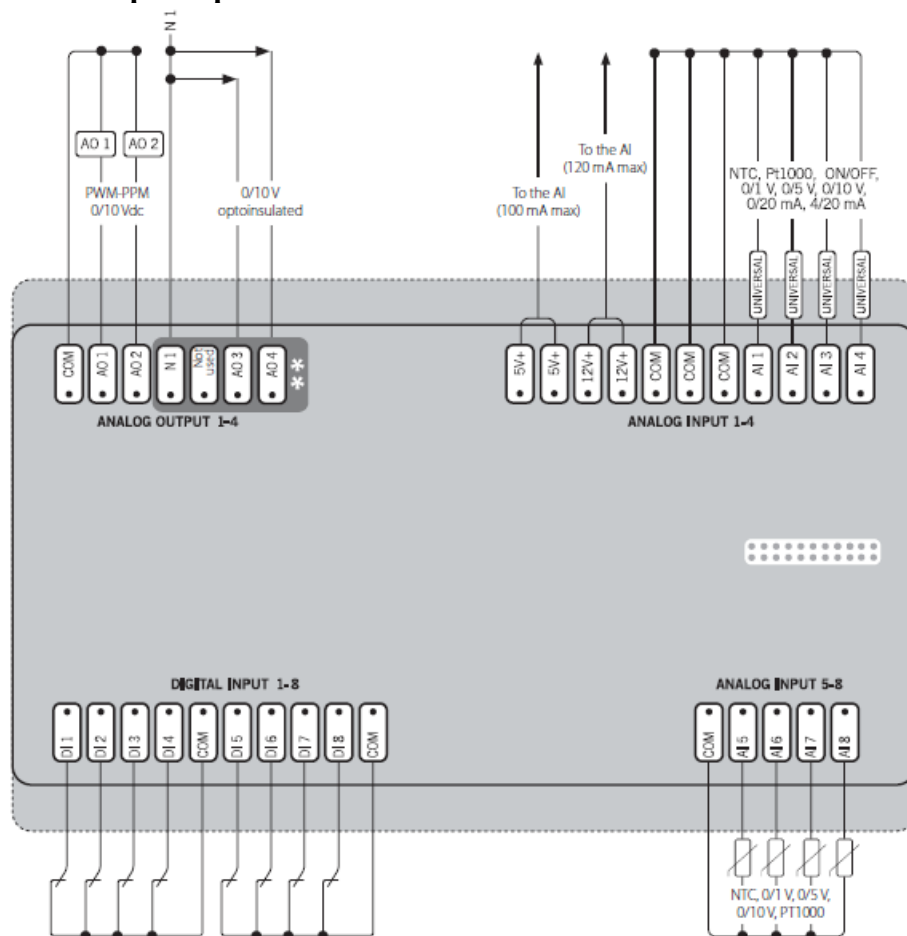 N 1
AO 1
AO 2
PWM-PPM
0/10 Vdc
0/10 V
optoinsulated
To the AI
(100 mA max)
To the AI
(120 mA max)
NTC, Pt1000, ON/OFF,
0/1 V, 0/5 V, 0/10 V,
0/20 mA, 4/20 mA
UNIVERSAL
UNIVERSAL
UNIVERSAL
UNIVERSAL
COM
AO 1
AO 2
N 1
Not
used
AO 3
AO 4
**
5V+
5V+
12V+
12V+
COM
COM
COM
AI 1
AI 2
AI 3
AI 4
ANALOG OUTPUT 1-4
ANALOG INPUT 1-4
DIGITAL INPUT 1-8
ANALOG INPUT 5-8
DI 1
DI 2
DI 3
DI 4
COM
DI 5
DI 6
DI 7
DI 8
COM
COM
AI 5
AI 6
AI 7
AI 8
NTC, 0/1 V, 0/5 V,
0/10 V, PT1000